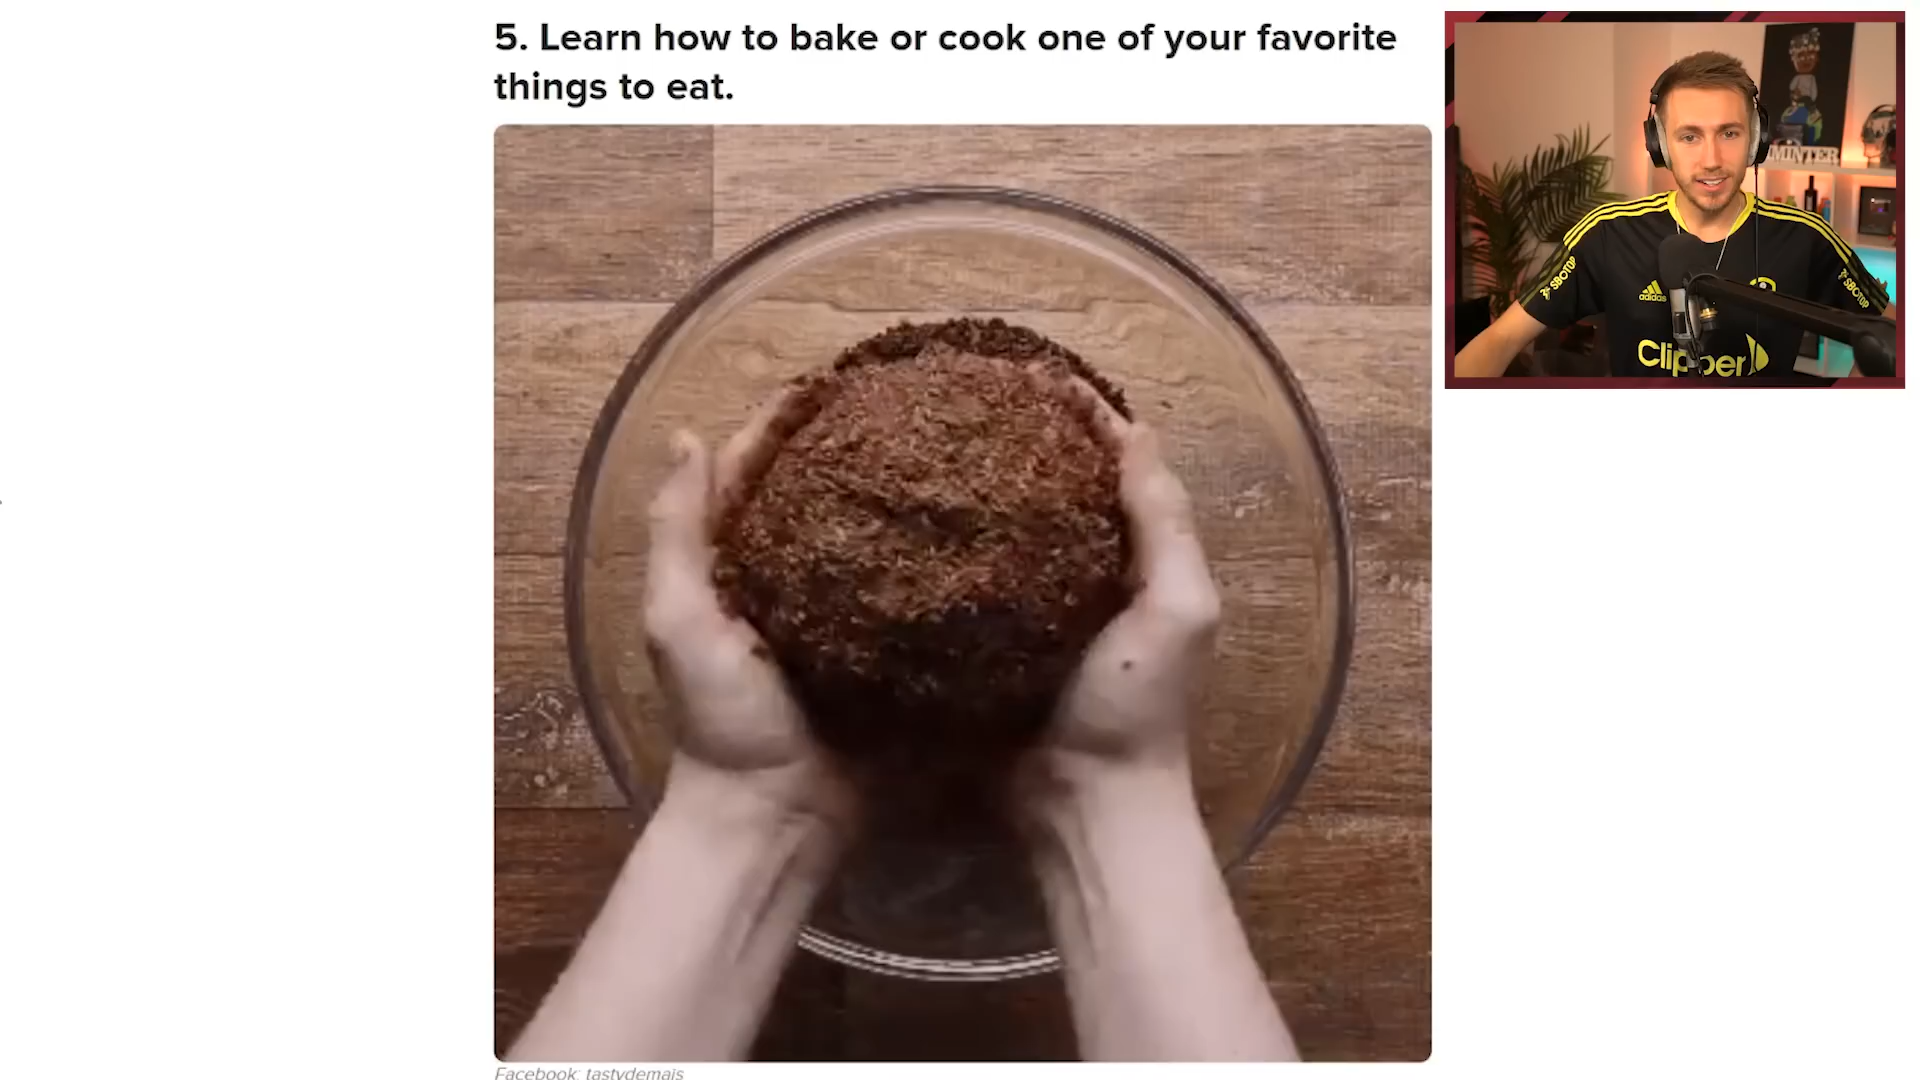 5. Learn how to bake or cook one of your favorite
things to eat.
MINTER
SBOTOP
SBOTOP
adidas
Clipper
Facebook: tastydemais